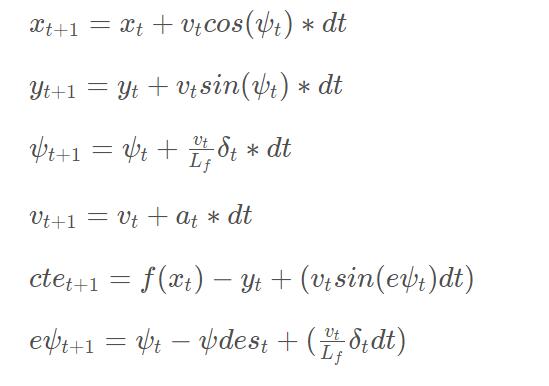 x_{t+1} = x_t + v_t cos(ψ_t) * dt
y_{t+1} = y_t + v_t sin(ψ_t) * dt
ψ_{t+1} = ψ_t + \frac{v_t}{L_f} δ_t * dt
v_{t+1} = v_t + a_t * dt
cte_{t+1} = f(x_t) - y_t + (v_t sin(eψ_t)dt)
eψ_{t+1} = ψ_t - ψdes_t + (\frac{v_t}{L_f} δ_t dt)